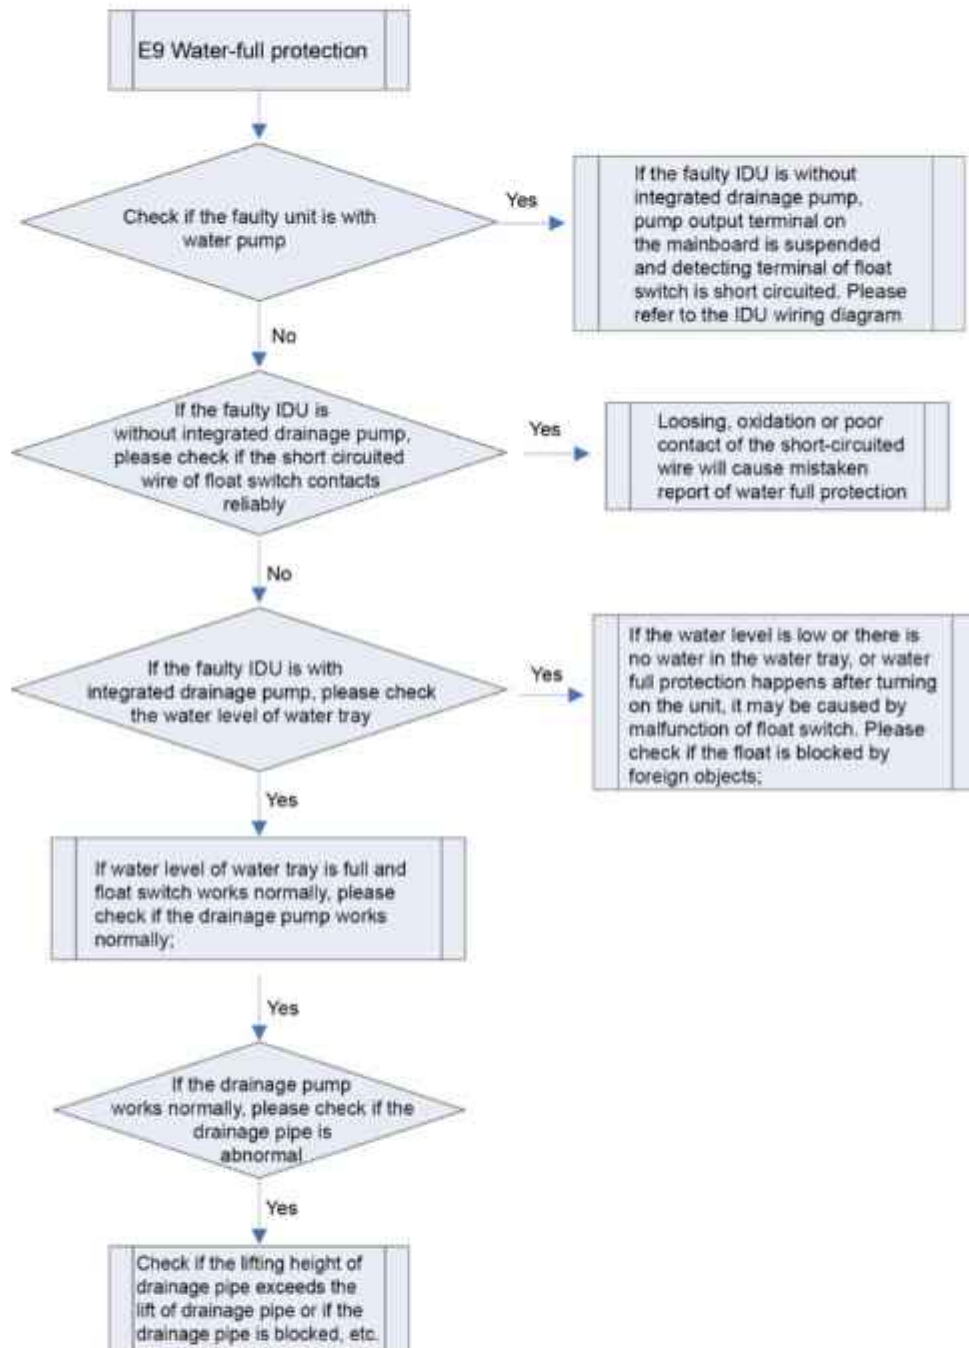 E9 Water-full protection
Check if the faulty unit is with
water pump
Yes
If the faulty IDU is without
integrated drainage pump,
pump output terminal on
the mainboard is suspended
and detecting terminal of float
switch is short circuited. Please
refer to the IDU wiring diagram
No
If the faulty IDU is
without integrated drainage pump,
please check if the short circuited
wire of float switch contacts
reliably
Yes
Loosing, oxidation or poor
contact of the short-circuited
wire will cause mistaken
report of water full protection
No
If the faulty IDU is with
integrated drainage pump, please check
the water level of water tray
Yes
If the water level is low or there is
no water in the water tray, or water
full protection happens after turning
on the unit, it may be caused by
malfunction of float switch. Please
check if the float is blocked by
foreign objects;
Yes
If water level of water tray is full and
float switch works normally, please
check if the drainage pump works
normally;
Yes
If the drainage pump
works normally, please check if the
drainage pipe is
abnormal
Yes
Check if the lifting height of
drainage pipe exceeds the
lift of drainage pipe or if the
drainage pipe is blocked, etc.